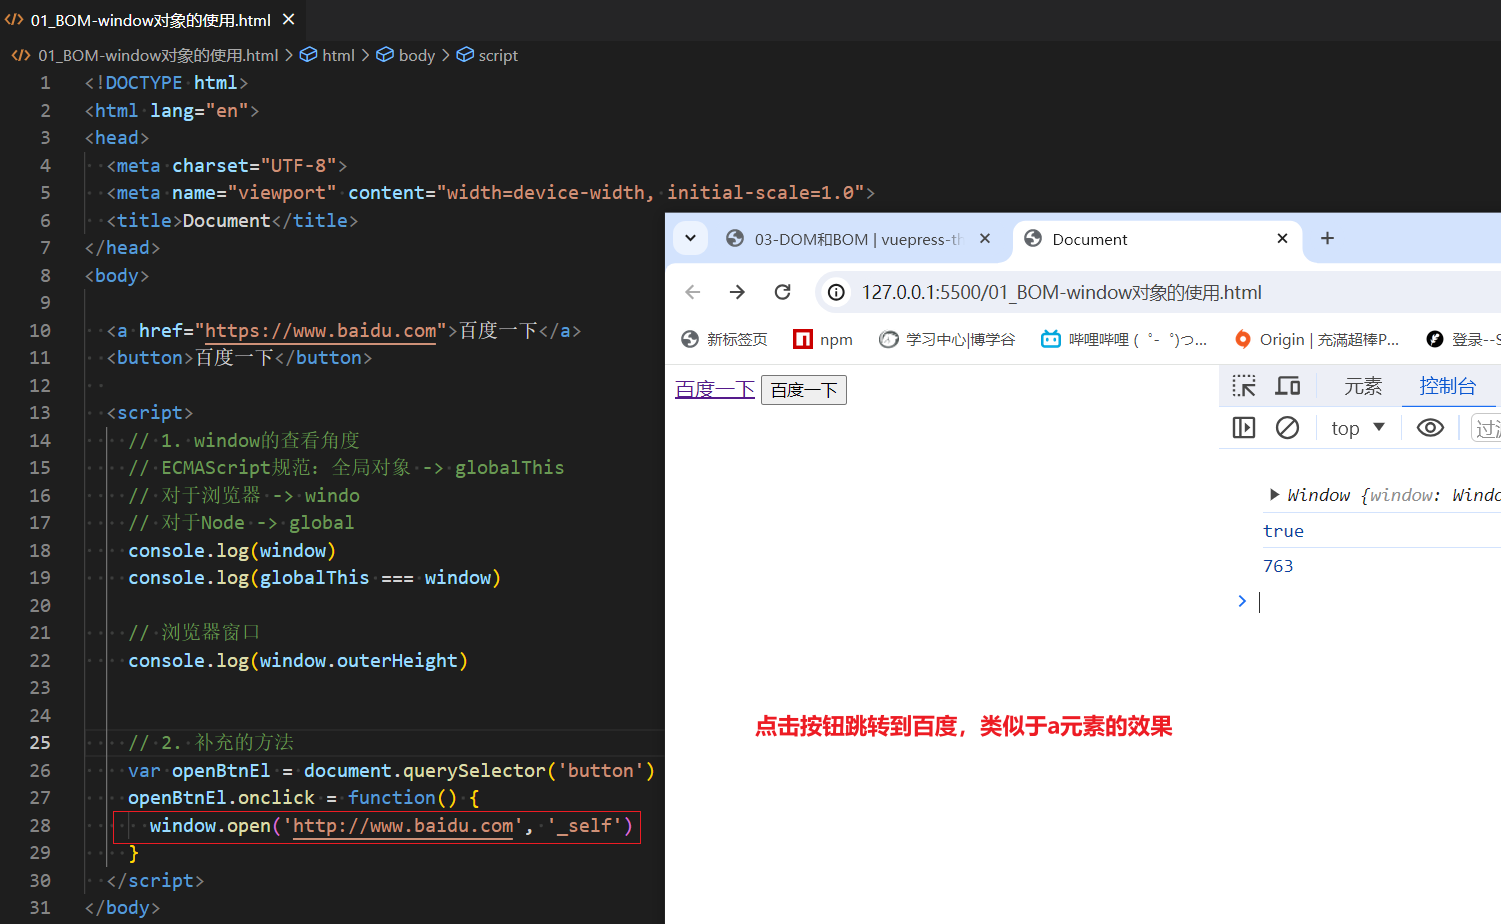 01_BOM-window对象的使用.html
01_BOM-window对象的使用.html > html > body > script
1 <!DOCTYPE html>
2 <html lang="en">
3 <head>
4 <meta charset="UTF-8">
5 <meta name="viewport" content="width=device-width, initial-scale=1.0">
6 <title>Document</title>
7 </head>
8 <body>
9
10 <a href="https://www.baidu.com">百度一下</a>
11 <button>百度一下</button>
12
13 <script>
14 // 1. window的查看角度
15 // ECMAScript规范: 全局对象 -> globalThis
16 // 对于浏览器 -> windo
17 // 对于Node -> global
18 console.log(window)
19 console.log(globalThis === window)
20
21 // 浏览器窗口
22 console.log(window.outerHeight)
23
24
25 // 2. 补充的方法
26 var openBtnEl = document.querySelector('button')
27 openBtnEl.onclick = function() {
28 window.open('http://www.baidu.com', '_self')
29 }
30 </script>
31 </body>
03-DOM和BOM | vuepress-th
Document
127.0.0.1:5500/01_BOM-window对象的使用.html
新标签页 npm 学习中心|博学谷 哔哩哔哩 (゜-゜)つ... Origin | 充满超棒P... 登录--S
百度一下 百度一下
元素 控制台
top 过滤
Window {window: Windo
true
763
点击按钮跳转到百度，类似于a元素的效果